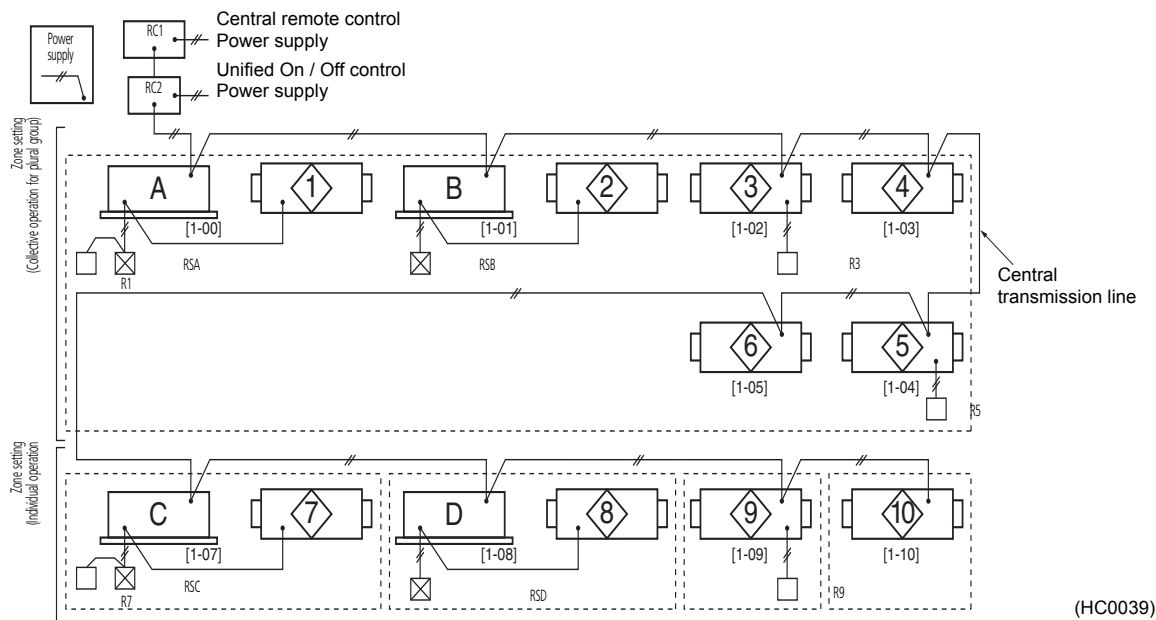 Power
supply
RC1
Central remote control
Power supply
RC2
Unified On / Off control
Power supply
Zone setting
(Collective operation for plural group)
A
1
B
2
3
4
[1-00]
[1-01]
[1-02]
[1-03]
R1
RSA
RSB
R3
Central
transmission line
6
5
[1-05]
[1-04]
R5
Zone setting
(Individual operation
C
7
D
8
9
10
[1-07]
[1-08]
[1-09]
[1-10]
R7
RSC
RSD
R9
(HC0039)